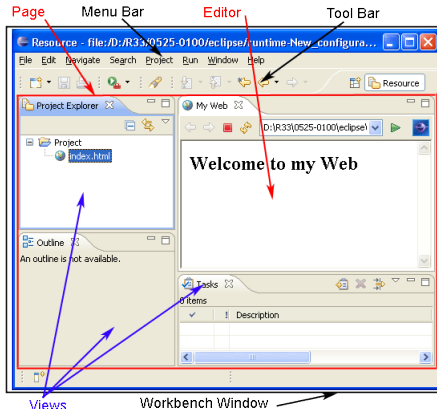 Page Menu Bar Editor Tool Bar
Resource - file:/D:/R33/0525-0100/eclipse/runtime-New_configura...
File Edit Navigate Search Project Run Window Help
Resource
Project Explorer
My Web
D:\R33\0525-0100\eclipse\
Project
index.html
Welcome to my Web
Outline
An outline is not available.
Tasks
0 items
! Description
Views
Workbench Window